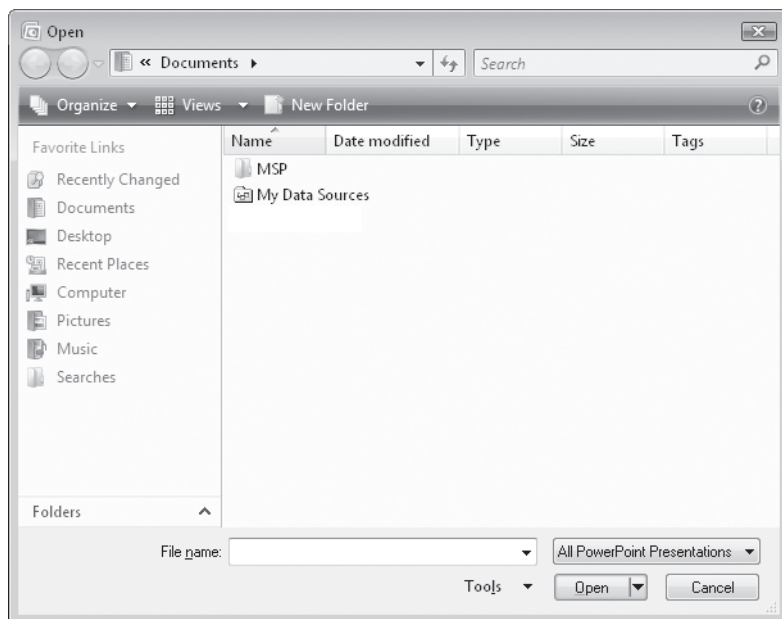 Open
« Documents
Search
Organize Views New Folder ?
Favorite Links
Recently Changed
Documents
Desktop
Recent Places
Computer
Pictures
Music
Searches
Folders
Name Date modified Type Size Tags
MSP
My Data Sources
File name: All PowerPoint Presentations
Tools Open Cancel